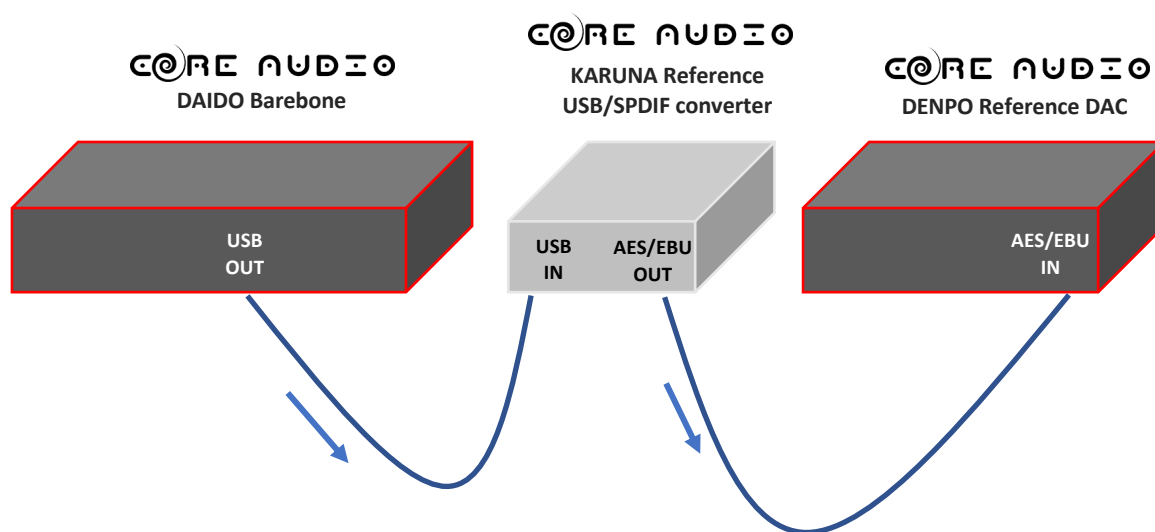 CORE AUDIO
DAIDO Barebone
CORE AUDIO
KARUNA Reference
USB/SPDIF converter
CORE AUDIO
DENPO Reference DAC
USB
OUT
USB
IN
AES/EBU
OUT
AES/EBU
IN